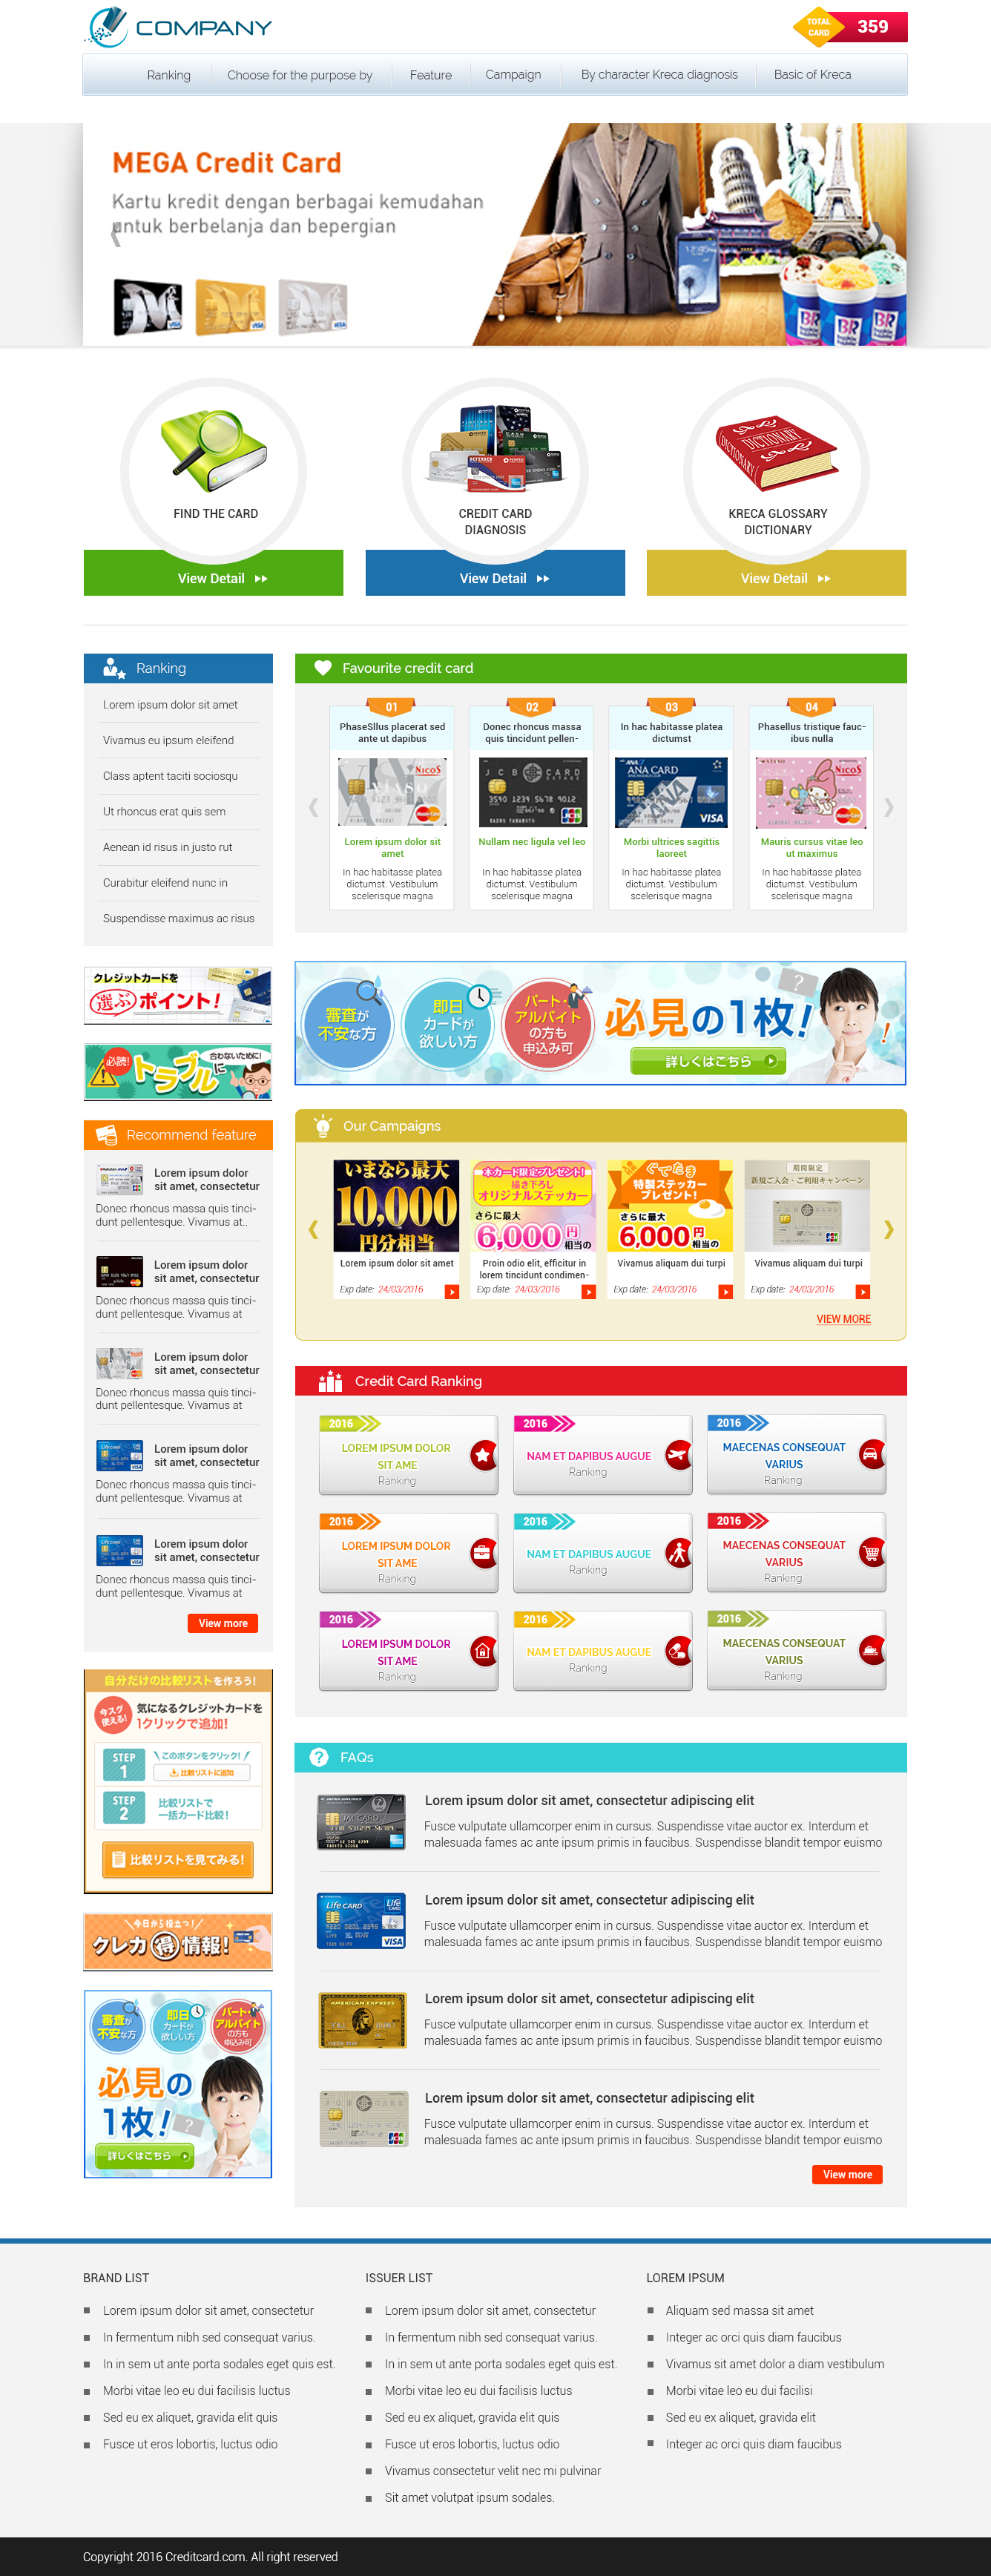 COMPANY
TOTAL
CARD
359
Ranking
Choose for the purpose by
Feature
Campaign
By character Kreca diagnosis
Basic of Kreca
MEGA Credit Card
Kartu kredit dengan berbagai kemudahan
untuk berbelanja dan bepergian
VISA
VISA
VISA
BR
BR
BR
DICTIONARY
DICTIONARY
FIND THE CARD
CREDIT CARD
DIAGNOSIS
KRECA GLOSSARY
DICTIONARY
View Detail
View Detail
View Detail
Ranking
Lorem ipsum dolor sit amet
Vivamus eu ipsum eleifend
Class aptent taciti sociosqu
Ut rhoncus erat quis sem
Aenean id risus in justo rut
Curabitur eleifend nunc in
Suspendisse maximus ac risus
Favourite credit card
01
PhaseSllus placerat sed
ante ut dapibus
NICOS
MasterCard
Lorem ipsum dolor sit
amet
In hac habitasse platea
dictumst. Vestibulum
scelerisque magna
02
Donec rhoncus massa
quis tincidunt pellen-
JCB CARD
3540 1234 5678 9012
JCB
Nullam nec ligula vel leo
In hac habitasse platea
dictumst. Vestibulum
scelerisque magna
03
In hac habitasse platea
dictumst
ANA
ANA CARD
VISA
Morbi ultrices sagittis
laoreet
In hac habitasse platea
dictumst. Vestibulum
scelerisque magna
04
Phasellus tristique fauc-
ibus nulla
NICOS
MasterCard
Mauris cursus vitae leo
ut maximus
In hac habitasse platea
dictumst. Vestibulum
scelerisque magna
クレジットカードを
選ぶポイント!
必読!
合わないために!
トラブルに
審査が
不安な方
即日
カードが
欲しい方
パート・
アルバイト
の方も
申込み可
必見の1枚!
詳しくはこちら
?
!
Recommend feature
Lorem ipsum dolor
sit amet, consectetur
Donec rhoncus massa quis tinci-
dunt pellentesque. Vivamus at..
Lorem ipsum dolor
sit amet, consectetur
Donec rhoncus massa quis tinci-
dunt pellentesque. Vivamus at
Lorem ipsum dolor
sit amet, consectetur
Donec rhoncus massa quis tinci-
dunt pellentesque. Vivamus at
Lorem ipsum dolor
sit amet, consectetur
Donec rhoncus massa quis tinci-
dunt pellentesque. Vivamus at
Lorem ipsum dolor
sit amet, consectetur
Donec rhoncus massa quis tinci-
dunt pellentesque. Vivamus at
View more
Our Campaigns
いまなら最大
10,000
円分相当
Lorem ipsum dolor sit amet
Exp date: 24/03/2016
本カード限定プレゼント!
描き下ろし
オリジナルステッカー
さらに最大
6,000円相当の
Proin odio elit, efficitur in
lorem tincidunt condimen-
Exp date: 24/03/2016
ぐでたま
特製ステッカー
プレゼント!
さらに最大
6,000円相当の
Vivamus aliquam dui turpi
Exp date: 24/03/2016
期間限定
新規ご入会・ご利用キャンペーン
Vivamus aliquam dui turpi
Exp date: 24/03/2016
VIEW MORE
Credit Card Ranking
2016
LOREM IPSUM DOLOR
SIT AME
Ranking
2016
NAM ET DAPIBUS AUGUE
Ranking
2016
MAECENAS CONSEQUAT
VARIUS
Ranking
2016
LOREM IPSUM DOLOR
SIT AME
Ranking
2016
NAM ET DAPIBUS AUGUE
Ranking
2016
MAECENAS CONSEQUAT
VARIUS
Ranking
2016
LOREM IPSUM DOLOR
SIT AME
Ranking
2016
NAM ET DAPIBUS AUGUE
Ranking
2016
MAECENAS CONSEQUAT
VARIUS
Ranking
自分だけの比較リストを作ろう!
今スグ
使える!
気になるクレジットカードを
1クリックで追加!
STEP
1
このボタンをクリック!
比較リストに追加
STEP
2
比較リストで
一括カード比較!
比較リストを見てみる!
今日から役立つ!
クレカ得情報!
審査が
不安な方
即日
カードが
欲しい方
パート・
アルバイト
の方も
申込み可
必見の
1枚!
?
詳しくはこちら
FAQs
JAPAN AIRLINES
JAL CARD
Lorem ipsum dolor sit amet, consectetur adipiscing elit
Fusce vulputate ullamcorper enim in cursus. Suspendisse vitae auctor ex. Interdum et
malesuada fames ac ante ipsum primis in faucibus. Suspendisse blandit tempor euismo
Life CARD
Life
VISA
Lorem ipsum dolor sit amet, consectetur adipiscing elit
Fusce vulputate ullamcorper enim in cursus. Suspendisse vitae auctor ex. Interdum et
malesuada fames ac ante ipsum primis in faucibus. Suspendisse blandit tempor euismo
AMERICAN EXPRESS
Lorem ipsum dolor sit amet, consectetur adipiscing elit
Fusce vulputate ullamcorper enim in cursus. Suspendisse vitae auctor ex. Interdum et
malesuada fames ac ante ipsum primis in faucibus. Suspendisse blandit tempor euismo
JCB CARD
JCB
Lorem ipsum dolor sit amet, consectetur adipiscing elit
Fusce vulputate ullamcorper enim in cursus. Suspendisse vitae auctor ex. Interdum et
malesuada fames ac ante ipsum primis in faucibus. Suspendisse blandit tempor euismo
View more
BRAND LIST
Lorem ipsum dolor sit amet, consectetur
In fermentum nibh sed consequat varius.
In in sem ut ante porta sodales eget quis est.
Morbi vitae leo eu dui facilisis luctus
Sed eu ex aliquet, gravida elit quis
Fusce ut eros lobortis, luctus odio
ISSUER LIST
Lorem ipsum dolor sit amet, consectetur
In fermentum nibh sed consequat varius.
In in sem ut ante porta sodales eget quis est.
Morbi vitae leo eu dui facilisis luctus
Sed eu ex aliquet, gravida elit quis
Fusce ut eros lobortis, luctus odio
Vivamus consectetur velit nec mi pulvinar
Sit amet volutpat ipsum sodales.
LOREM IPSUM
Aliquam sed massa sit amet
Integer ac orci quis diam faucibus
Vivamus sit amet dolor a diam vestibulum
Morbi vitae leo eu dui facilisi
Sed eu ex aliquet, gravida elit
Integer ac orci quis diam faucibus
Copyright 2016 Creditcard.com. All right reserved